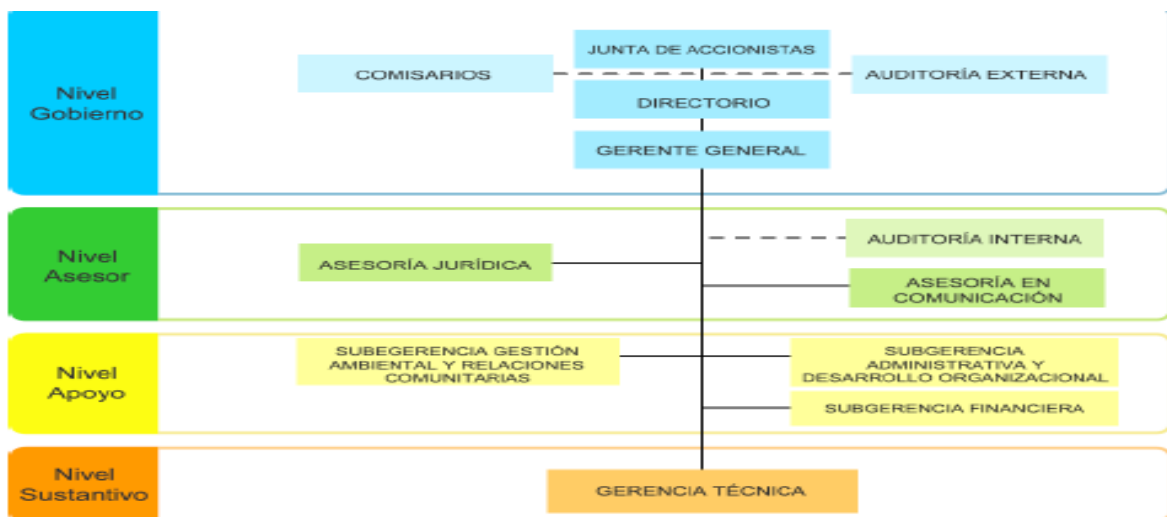 Nivel
Gobierno
JUNTA DE ACCIONISTAS
COMISARIOS
AUDITORÍA EXTERNA
DIRECTORIO
GERENTE GENERAL
Nivel
Asesor
AUDITORÍA INTERNA
ASESORÍA JURÍDICA
ASESORÍA EN
COMUNICACIÓN
Nivel
Apoyo
SUBEGERENCIA GESTIÓN
AMBIENTAL Y RELACIONES
COMUNITARIAS
SUBGERENCIA
ADMINISTRATIVA Y
DESARROLLO ORGANIZACIONAL
SUBGERENCIA FINANCIERA
Nivel
Sustantivo
GERENCIA TÉCNICA